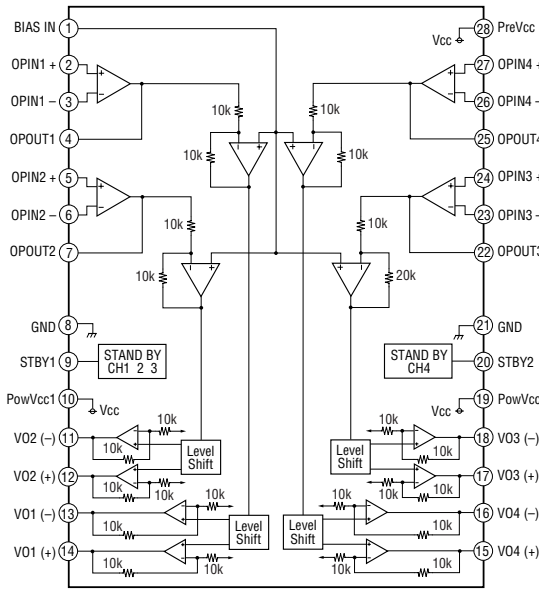 BIAS IN 1
28 PreVcc
Vcc
OPIN1 + 2
27 OPIN4 +
OPIN1 – 3
26 OPIN4 –
10k
10k
OPOUT1 4
25 OPOUT4
10k
10k
OPIN2 + 5
24 OPIN3 +
OPIN2 – 6
23 OPIN3 –
10k
10k
OPOUT2 7
22 OPOUT3
10k
20k
GND 8
21 GND
STBY1 9
STAND BY
CH1 2 3
STAND BY
CH4
20 STBY2
PowVcc1 10
Vcc
Vcc
19 PowVcc
10k
10k
VO2 (–) 11
18 VO3 (–)
10k
10k
Level
Shift
Level
Shift
VO2 (+) 12
17 VO3 (+)
10k
10k
10k
10k
VO1 (–) 13
16 VO4 (–)
10k
10k
10k
10k
Level
Shift
Level
Shift
VO1 (+) 14
15 VO4 (+)
10k
10k
10k
10k